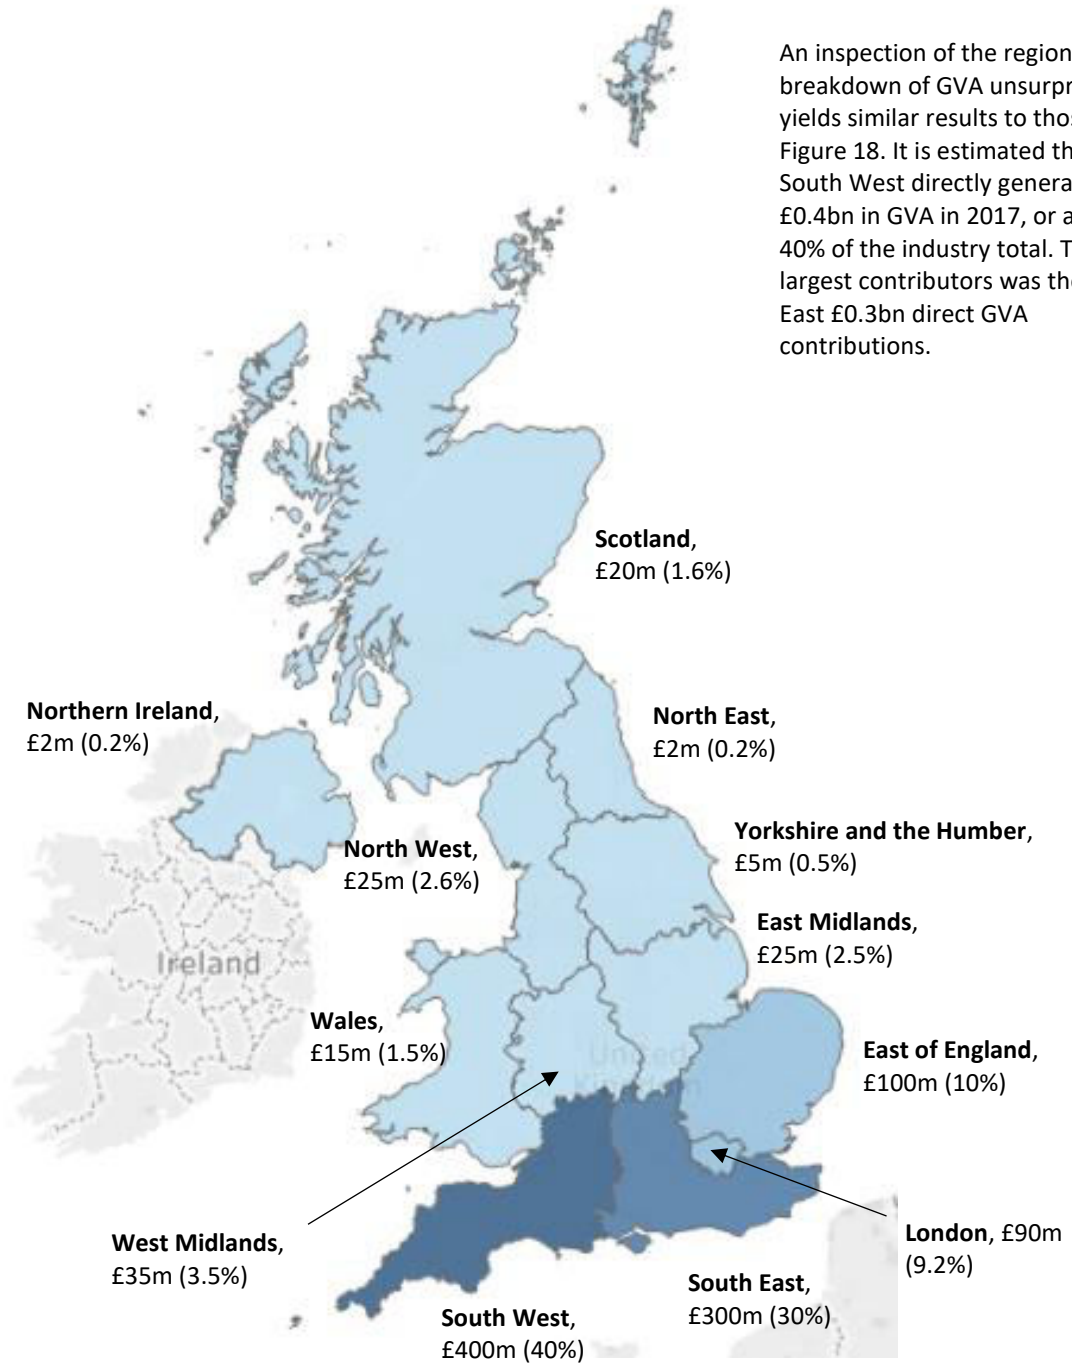 An inspection of the region
breakdown of GVA unsurpr
yields similar results to thos
Figure 18. It is estimated th
South West directly genera
£0.4bn in GVA in 2017, or a
40% of the industry total. T
largest contributors was the
East £0.3bn direct GVA
contributions.
Scotland,
£20m (1.6%)
Northern Ireland,
£2m (0.2%)
North East,
£2m (0.2%)
Yorkshire and the Humber,
£5m (0.5%)
North West,
£25m (2.6%)
East Midlands,
£25m (2.5%)
Ireland
Wales,
£15m (1.5%)
United
East of England,
£100m (10%)
West Midlands,
£35m (3.5%)
London, £90m
(9.2%)
South East,
£300m (30%)
South West,
£400m (40%)